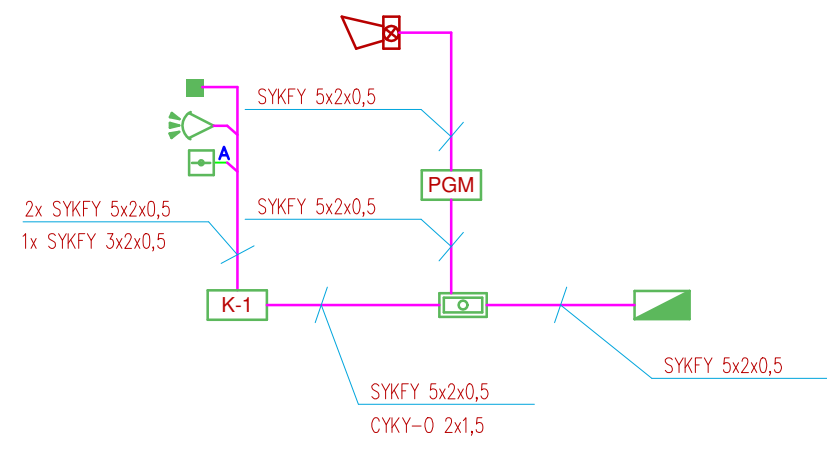 SYKFY 5x2x0,5
A
PGM
2x SYKFY 5x2x0,5
1x SYKFY 3x2x0,5
SYKFY 5x2x0,5
K-1
SYKFY 5x2x0,5
SYKFY 5x2x0,5
CYKY-O 2x1,5